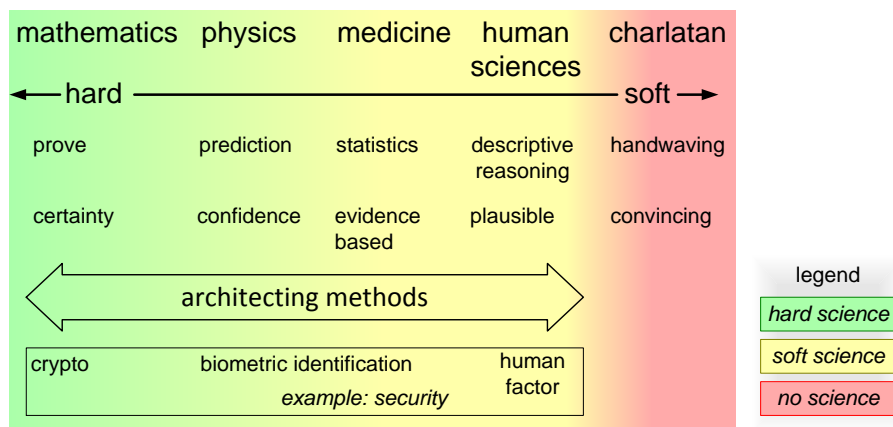 mathematics physics medicine human sciences charlatan
hard soft
prove prediction statistics descriptive reasoning handwaving
certainty confidence evidence based plausible convincing
architecting methods
crypto biometric identification human factor
example: security
legend
hard science
soft science
no science